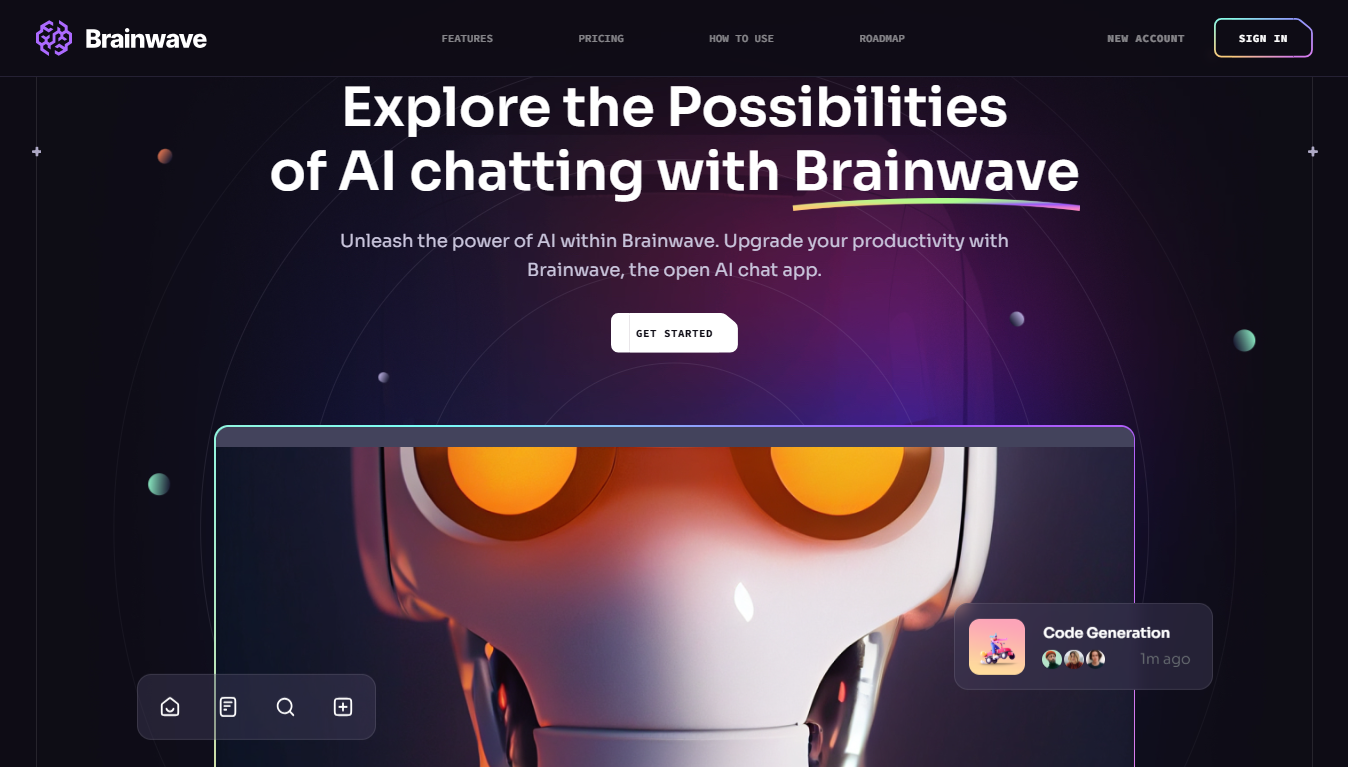 Brainwave
FEATURES
PRICING
HOW TO USE
ROADMAP
NEW ACCOUNT
SIGN IN
Explore the Possibilities
of AI chatting with Brainwave
Unleash the power of AI within Brainwave. Upgrade your productivity with
Brainwave, the open AI chat app.
GET STARTED
Code Generation
1m ago